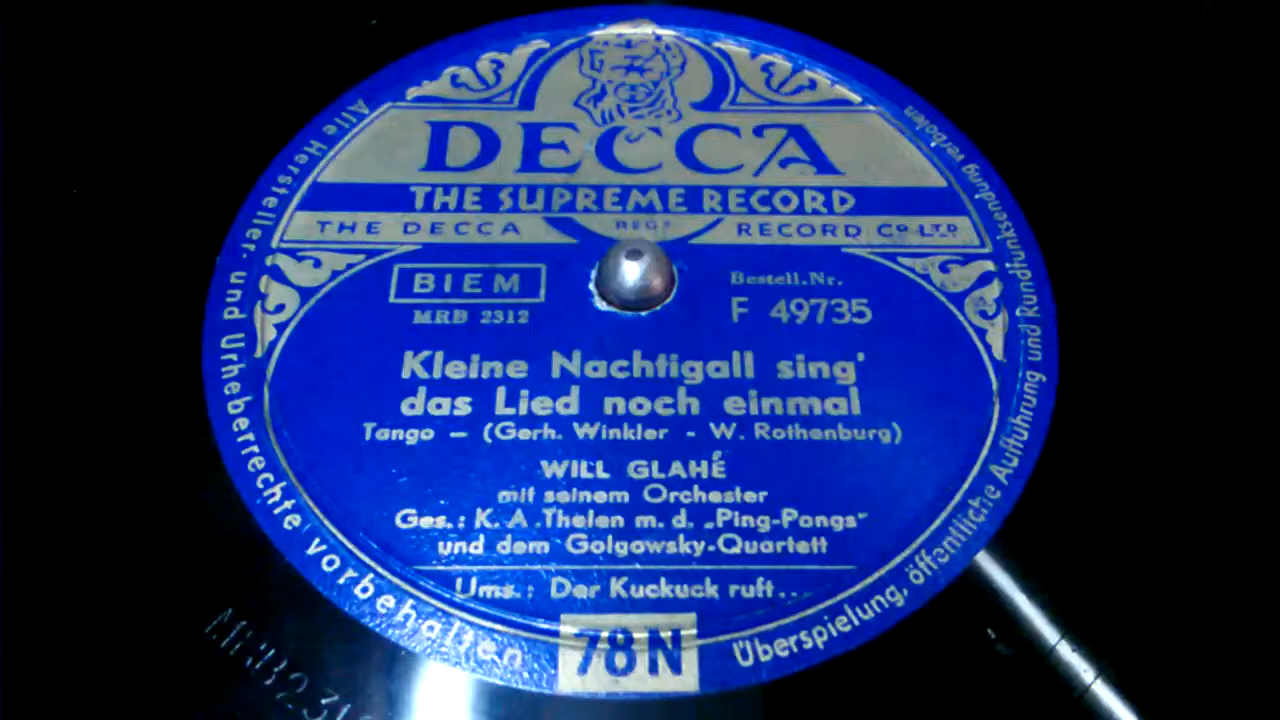 DECCA
THE SUPREME RECORD
THE DECCA REGD RECORD CO LTD
BIEM
MRB 2312
Bestell.Nr.
F 49735
Kleine Nachtigall sing'
das Lied noch einmal
Tango - (Gerh. Winkler - W. Rothenburg)
WILL GLAHÉ
mit seinem Orchester
Ges.: K. A. Thelen m. d. „Ping-Pongs"
und dem Golgowsky-Quartett
Ums.: Der Kuckuck ruft...
78N
Alle Hersteller- und Urheberrechte vorbehalten
Überspielung, öffentliche Aufführung und Rundfunksendung verboten